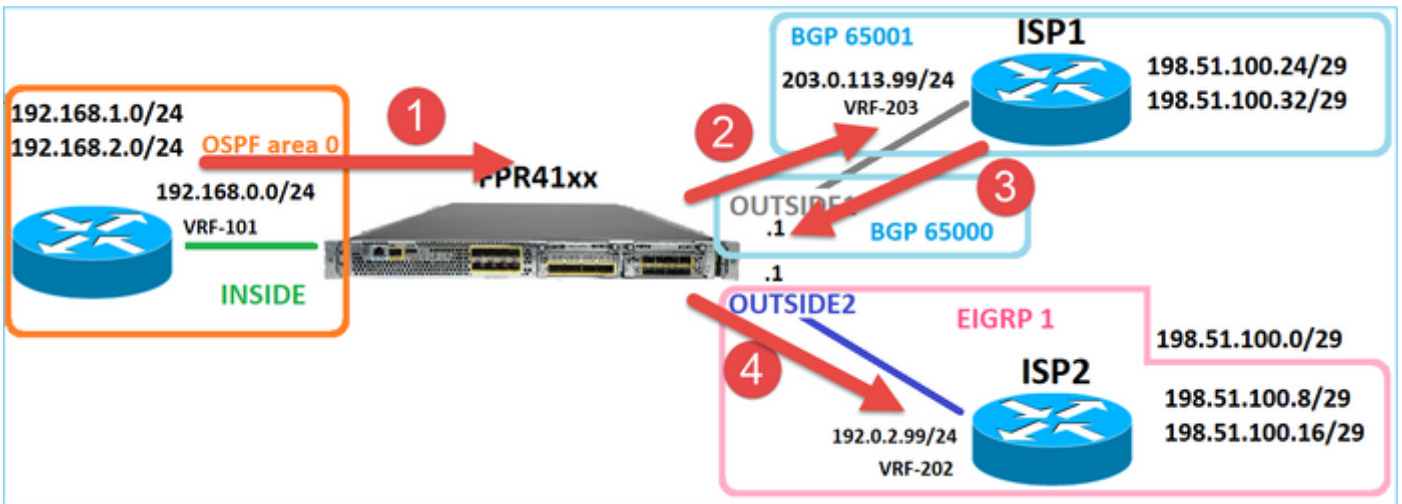 192.168.1.0/24
192.168.2.0/24
OSPF area 0
192.168.0.0/24
VRF-101
INSIDE
1
FPR41xx
BGP 65001
ISP1
203.0.113.99/24
VRF-203
198.51.100.24/29
198.51.100.32/29
2
3
OUTSIDE1
.1
BGP 65000
.1
OUTSIDE2
EIGRP 1
198.51.100.0/29
4
ISP2
192.0.2.99/24
VRF-202
198.51.100.8/29
198.51.100.16/29